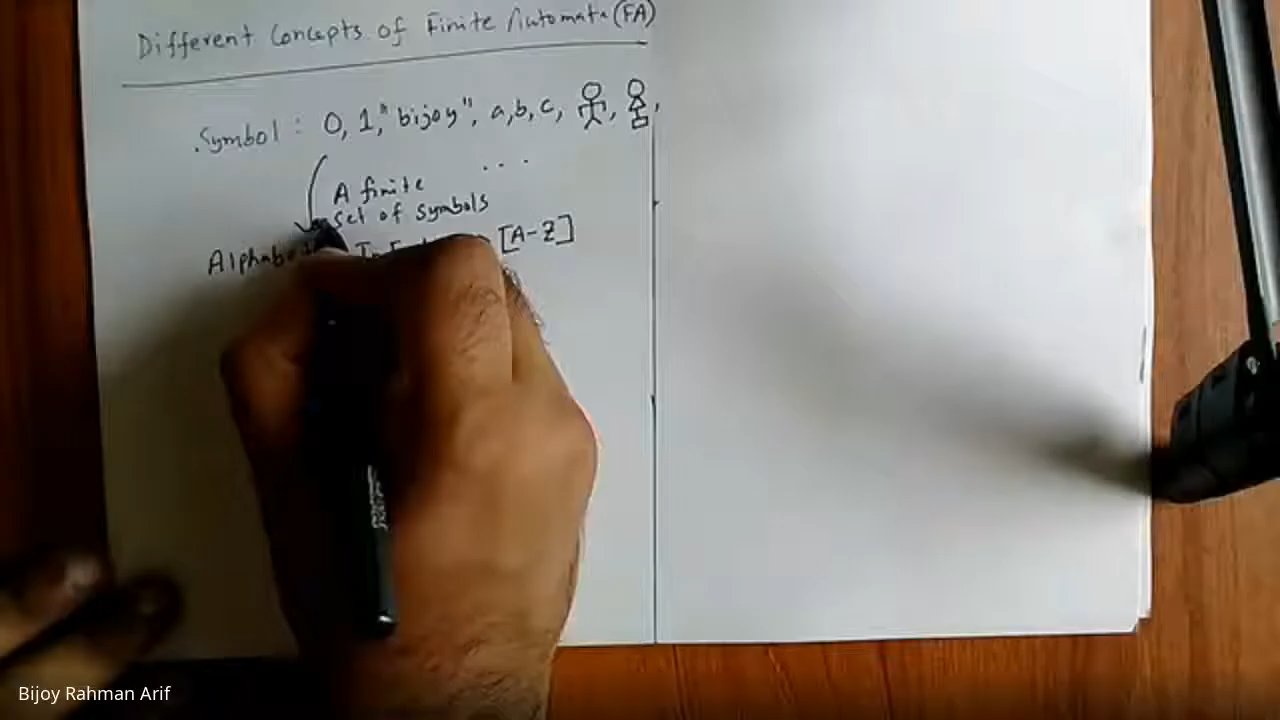 Different Concepts of Finite Automata (FA)
Symbol : 0, 1, "bijoy", a, b, c, , ,
. . .
A finite
set of symbols
[A-Z]
Bijoy Rahman Arif